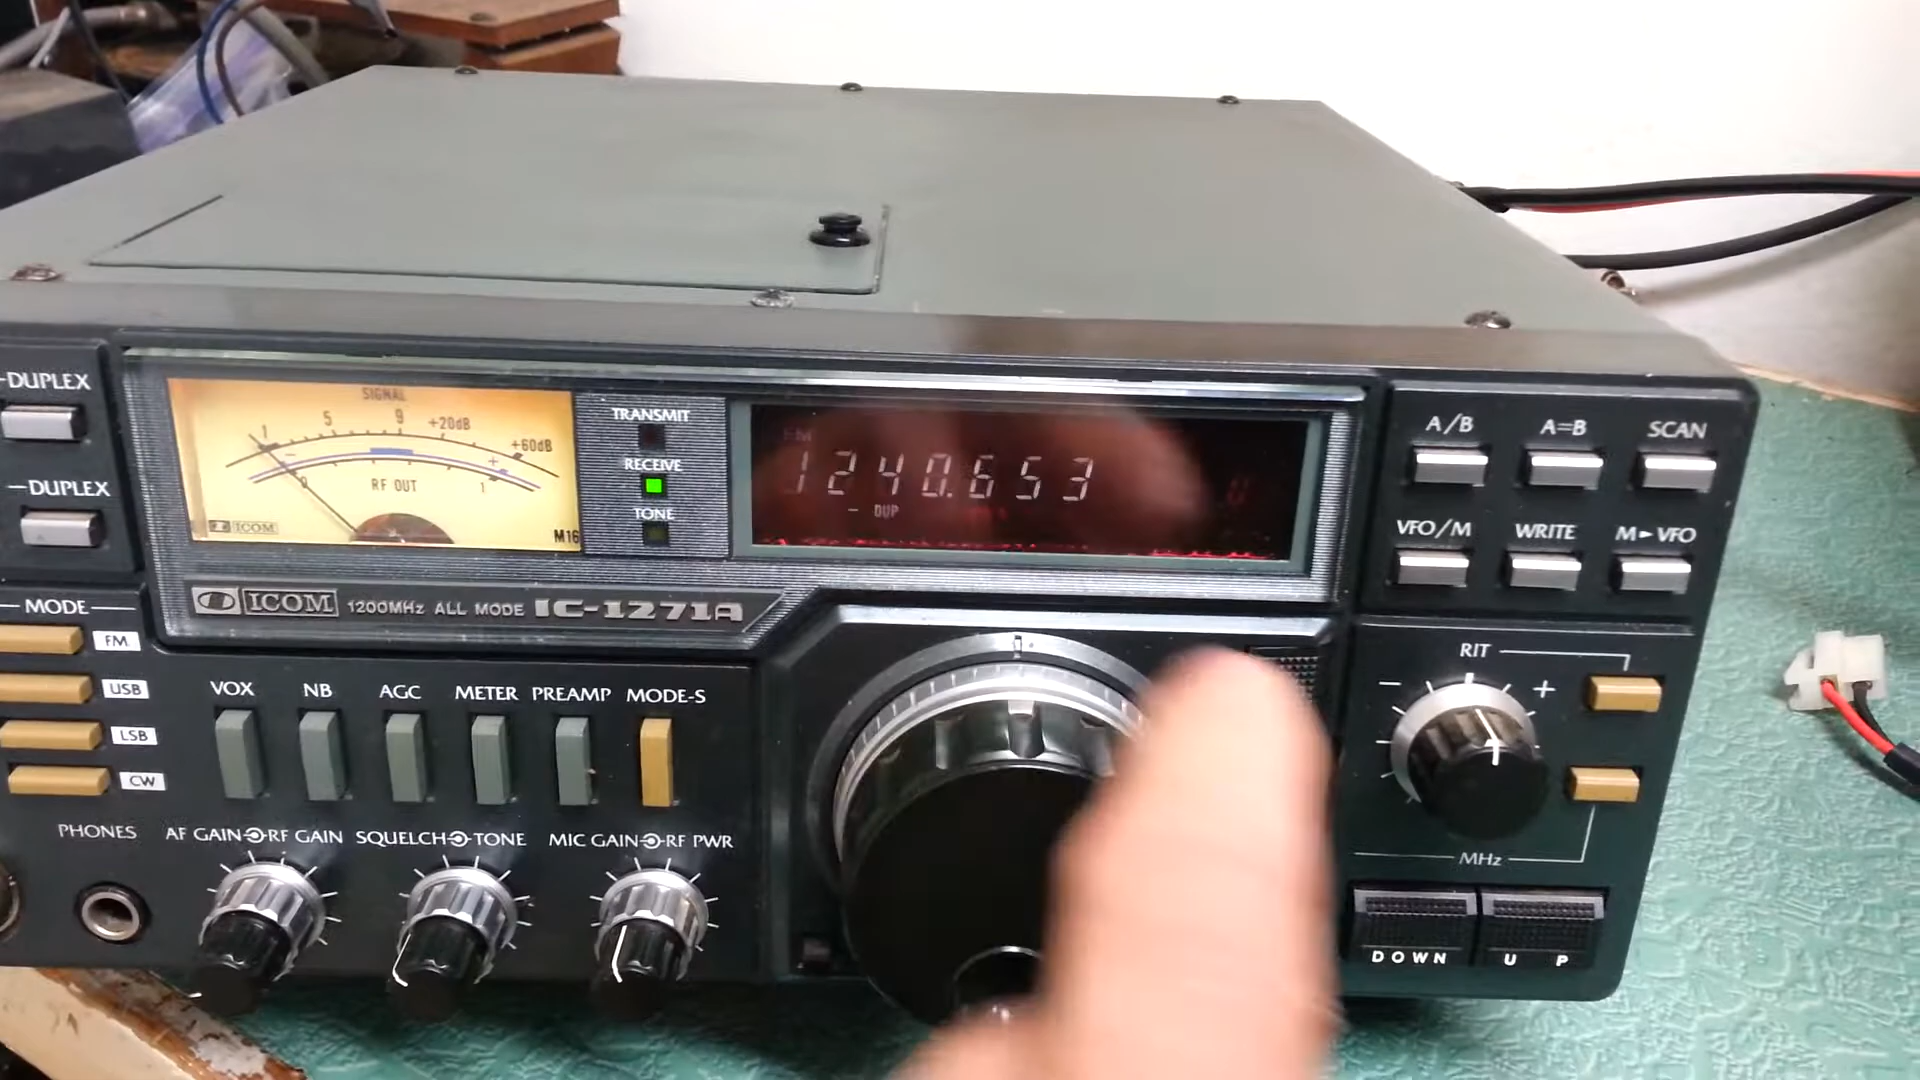 -DUPLEX
-DUPLEX
MODE
FM
USB
LSB
CW
PHONES
SIGNAL
1 5 9 +20dB +60dB
- +
0 RF OUT 1
ICOM
M16
TRANSMIT
RECEIVE
TONE
FM
1240.653
- DUP
ICOM 1200MHz ALL MODE IC-1271A
VOX NB AGC METER PREAMP MODE-S
AF GAIN RF GAIN SQUELCH TONE MIC GAIN RF PWR
A/B A=B SCAN
VFO/M WRITE M►VFO
RIT
- +
MHz
DOWN UP